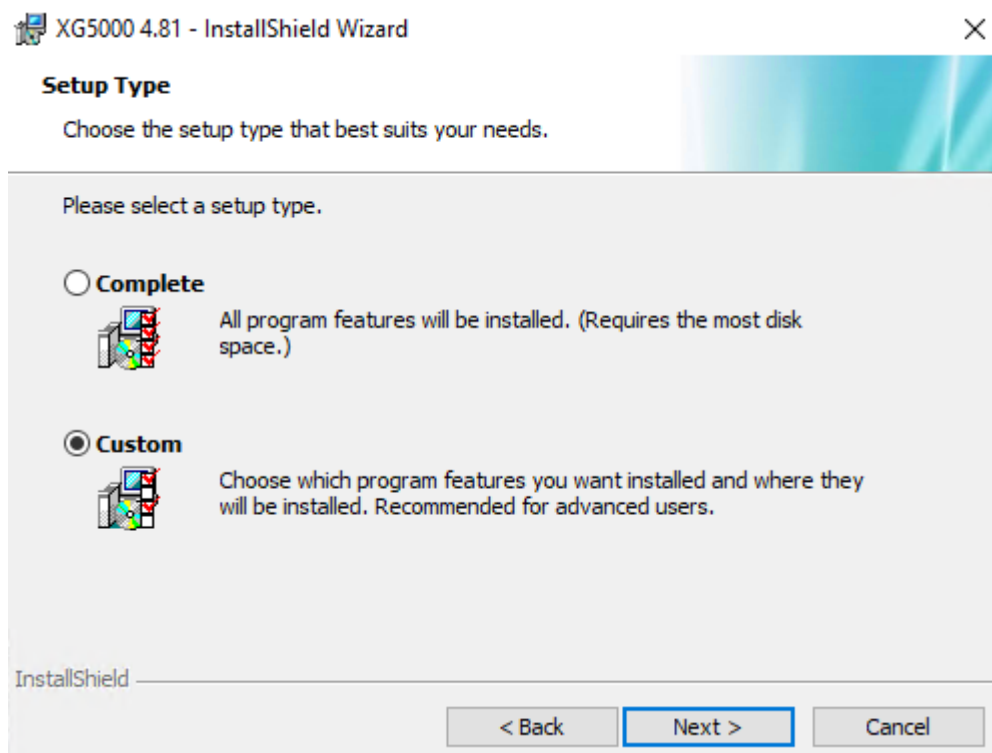 XG5000 4.81 - InstallShield Wizard
Setup Type
Choose the setup type that best suits your needs.
Please select a setup type.
Complete
All program features will be installed. (Requires the most disk
space.)
Custom
Choose which program features you want installed and where they
will be installed. Recommended for advanced users.
InstallShield
< Back
Next >
Cancel